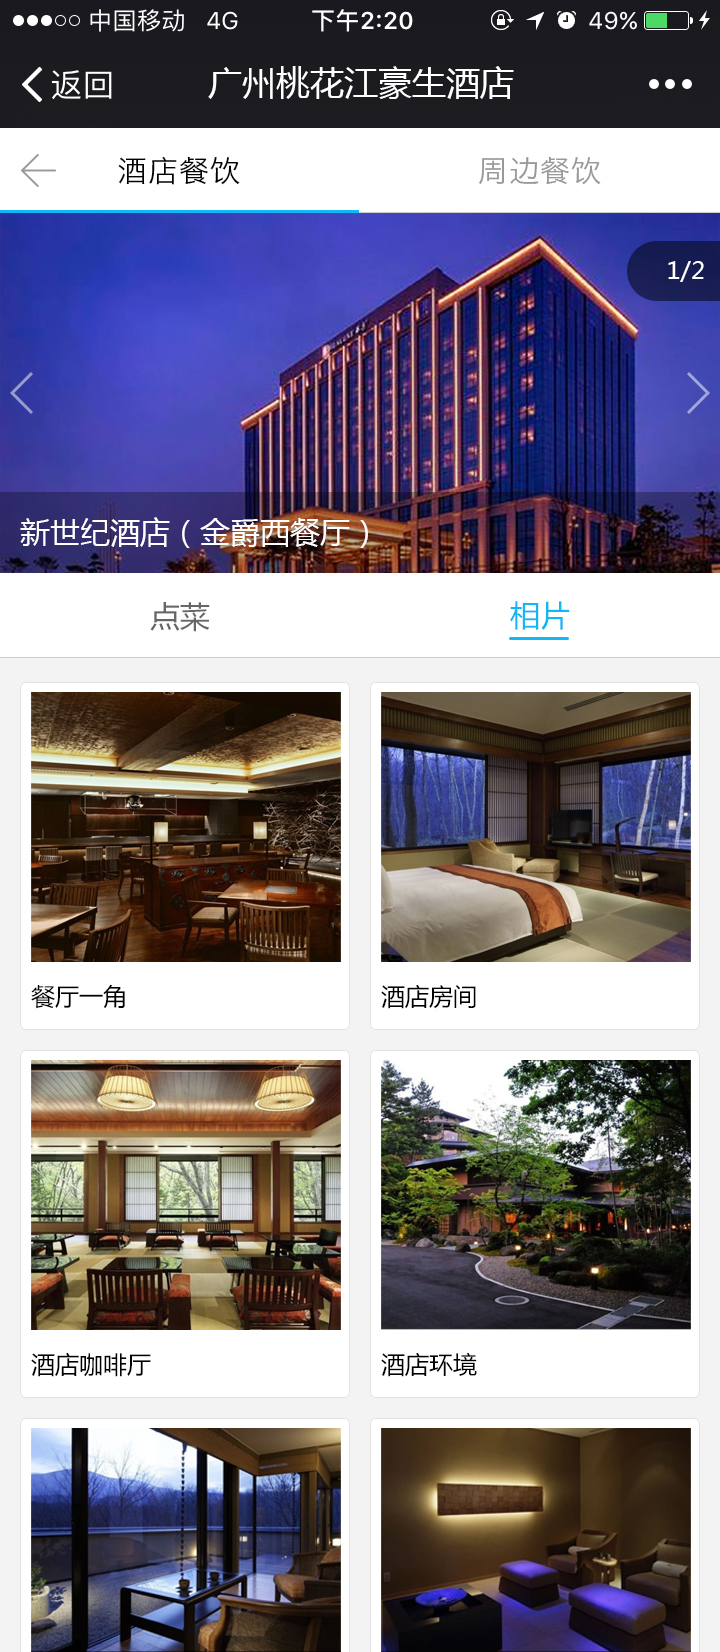 中国移动 4G 下午2:20 49%
返回 广州桃花江豪生酒店
酒店餐饮 周边餐饮
1/2
新世纪酒店（金爵西餐厅）
点菜 相片
餐厅一角 酒店房间
酒店咖啡厅 酒店环境